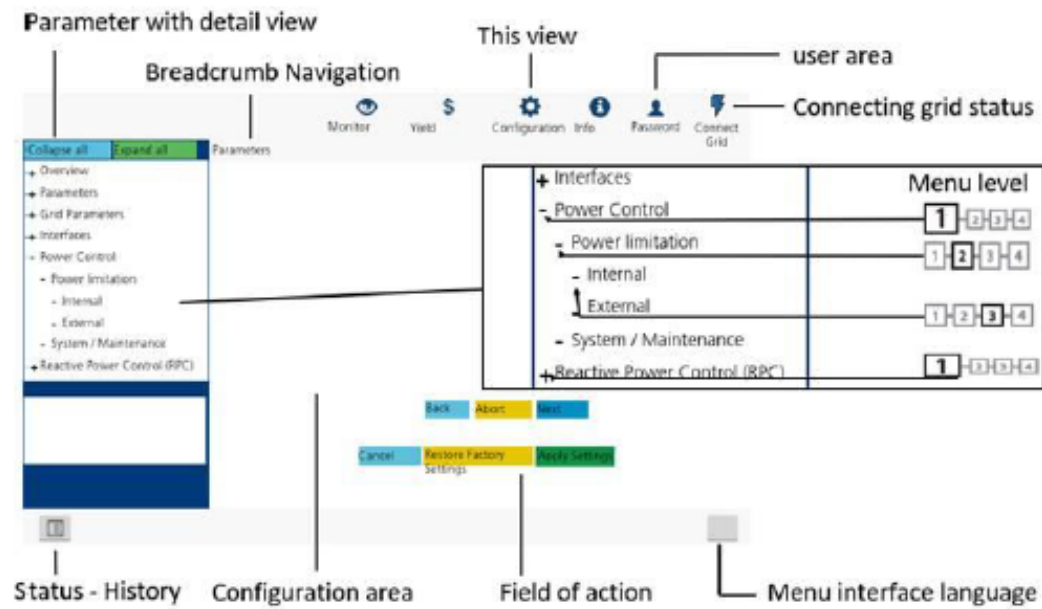 Parameter with detail view
This view
user area
Breadcrumb Navigation
Connecting grid status
Monitor
Yield
Configuration
Info
Password
Connect Grid
Collapse all
Expand all
Parameters
+ Overview
+ Parameters
+ Grid Parameters
+ Interfaces
- Power Control
- Power limitation
- Internal
- External
- System / Maintenance
+ Reactive Power Control (RPC)
+ Interfaces
Menu level
- Power Control
1 2 3 4
- Power limitation
1 2 3 4
- Internal
External
1 2 3 4
- System / Maintenance
+ Reactive Power Control (RPC)
1 2 3 4
Back
Abort
Next
Cancel
Restore Factory
Settings
Apply Settings
Status - History
Configuration area
Field of action
Menu interface language